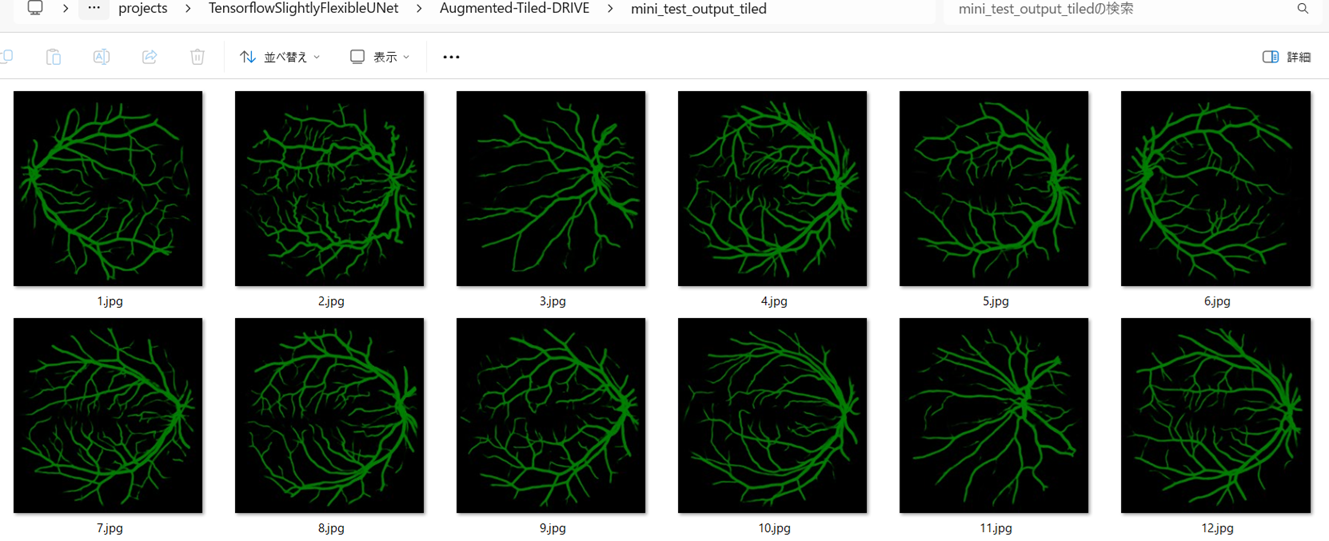 … projects TensorflowSlightlyFlexibleUNet Augmented-Tiled-DRIVE mini_test_output_tiled mini_test_output_tiledの検索
並べ替え 表示 … 詳細
1.jpg 2.jpg 3.jpg 4.jpg 5.jpg 6.jpg
7.jpg 8.jpg 9.jpg 10.jpg 11.jpg 12.jpg